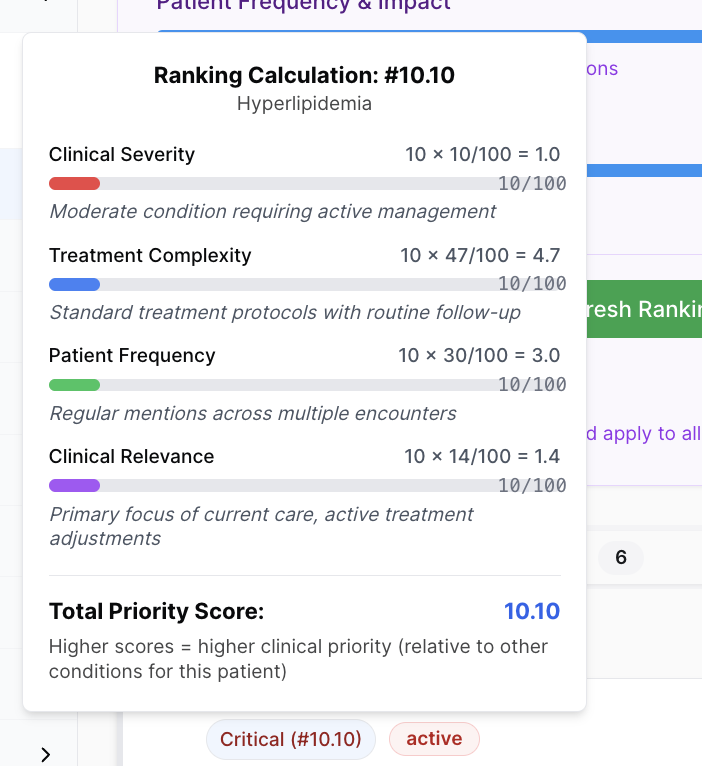 Patient Frequency & Impact
ons
Ranking Calculation: #10.10
Hyperlipidemia
Clinical Severity 10 × 10/100 = 1.0
10/100
Moderate condition requiring active management
Treatment Complexity 10 × 47/100 = 4.7
10/100
Standard treatment protocols with routine follow-up
Patient Frequency 10 × 30/100 = 3.0
10/100
Regular mentions across multiple encounters
Clinical Relevance 10 × 14/100 = 1.4
10/100
Primary focus of current care, active treatment
adjustments
Total Priority Score: 10.10
Higher scores = higher clinical priority (relative to other
conditions for this patient)
resh Rankin
d apply to all
6
Critical (#10.10) active